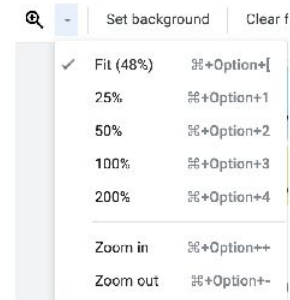 Set background Clear f
Fit (48%) ⌘+Option+[
25% ⌘+Option+1
50% ⌘+Option+2
100% ⌘+Option+3
200% ⌘+Option+4
Zoom in ⌘+Option++
Zoom out ⌘+Option+-